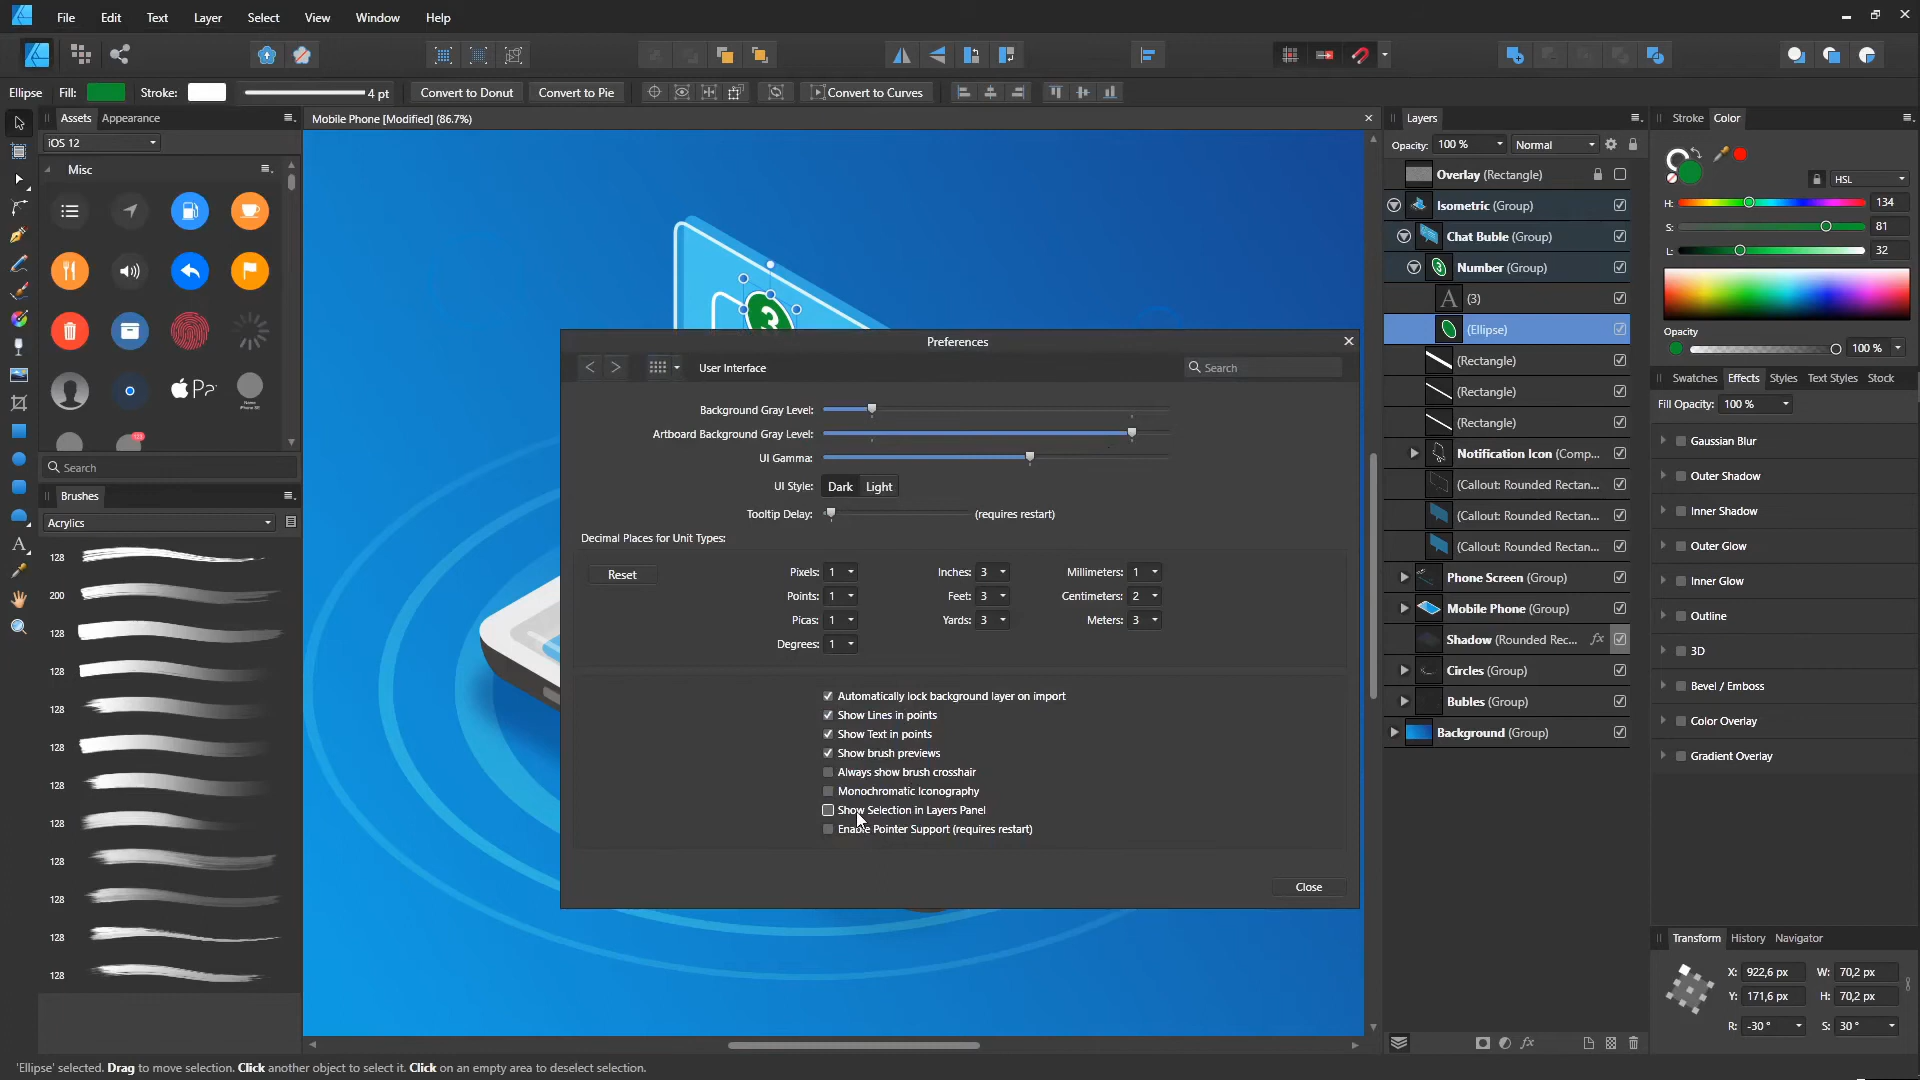 File Edit Text Layer Select View Window Help
Ellipse Fill: Stroke: 4 pt Convert to Donut Convert to Pie Convert to Curves
Assets Appearance
iOS 12
Misc
Search
Brushes
Acrylics
128
200
128
128
128
128
128
128
128
128
128
128
Mobile Phone [Modified] (86.7%)
3
Preferences
User Interface
Search
Background Gray Level:
Artboard Background Gray Level:
UI Gamma:
UI Style: Dark Light
Tooltip Delay: (requires restart)
Decimal Places for Unit Types:
Reset
Pixels: 1 Inches: 3 Millimeters: 1
Points: 1 Feet: 3 Centimeters: 2
Picas: 1 Yards: 3 Meters: 3
Degrees: 1
Automatically lock background layer on import
Show Lines in points
Show Text in points
Show brush previews
Always show brush crosshair
Monochromatic Iconography
Show Selection in Layers Panel
Enable Pointer Support (requires restart)
Close
Layers
Opacity: 100 % Normal
Overlay (Rectangle)
Isometric (Group)
Chat Buble (Group)
Number (Group)
A (3)
(Ellipse)
(Rectangle)
(Rectangle)
(Rectangle)
Notification Icon (Comp...
(Callout: Rounded Rectan...
(Callout: Rounded Rectan...
(Callout: Rounded Rectan...
Phone Screen (Group)
Mobile Phone (Group)
Shadow (Rounded Rec... fx
Circles (Group)
Bubles (Group)
Background (Group)
fx
Stroke Color
HSL
H: 134
S: 81
L: 32
Opacity
100 %
Swatches Effects Styles Text Styles Stock
Fill Opacity: 100 %
Gaussian Blur
Outer Shadow
Inner Shadow
Outer Glow
Inner Glow
Outline
3D
Bevel / Emboss
Color Overlay
Gradient Overlay
Transform History Navigator
X: 922,6 px W: 70,2 px
Y: 171,6 px H: 70,2 px
R: -30 ° S: 30 °
'Ellipse' selected. Drag to move selection. Click another object to select it. Click on an empty area to deselect selection.